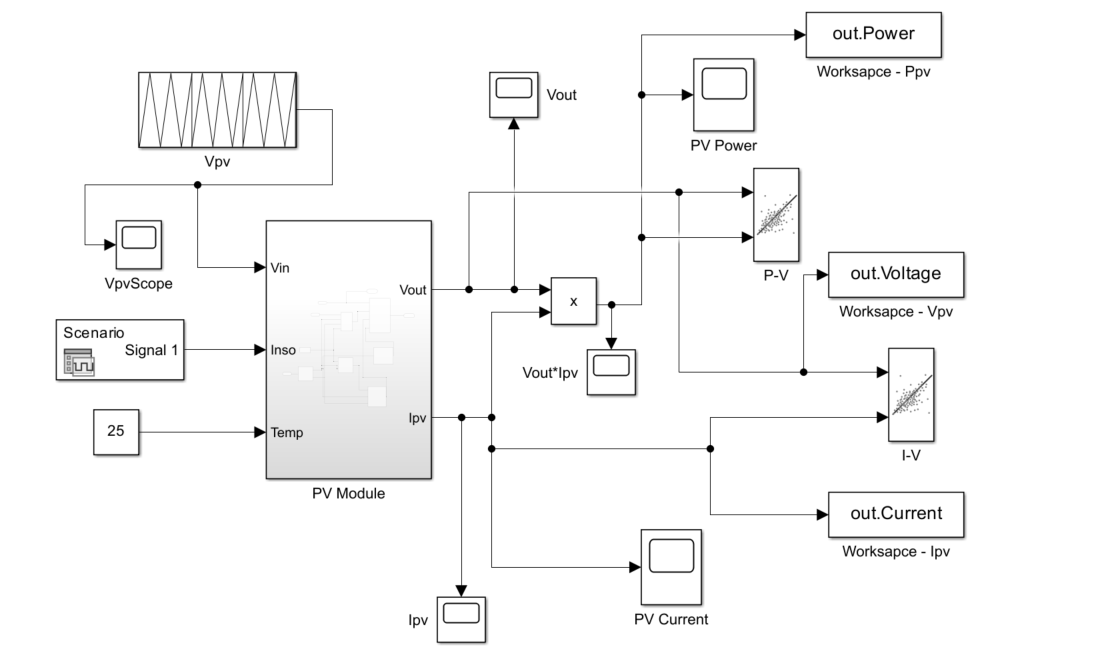 out.Power
Worksapce - Ppv
Vout
PV Power
Vpv
VpvScope
Vin
Vout
x
P-V
out.Voltage
Worksapce - Vpv
Scenario
Signal 1
Inso
Vout*Ipv
25
Temp
Ipv
I-V
PV Module
out.Current
Worksapce - Ipv
Ipv
PV Current